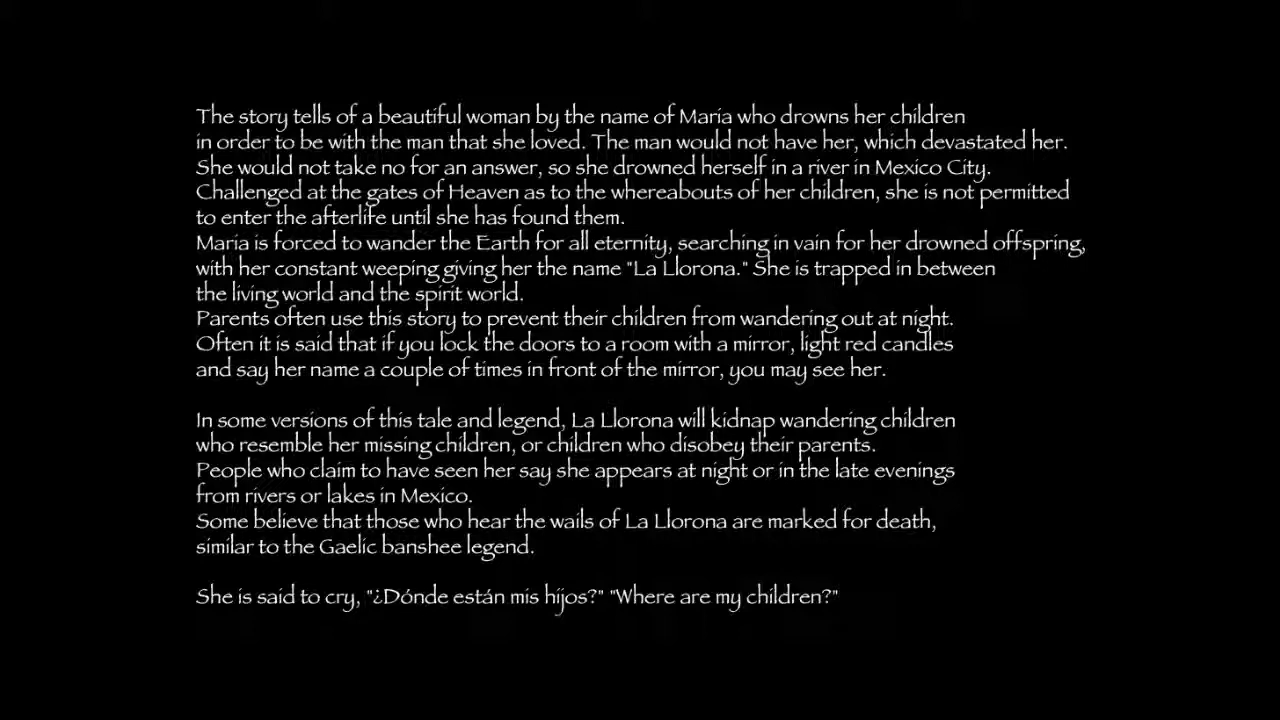 The story tells of a beautiful woman by the name of Maria who drowns her children
in order to be with the man that she loved. The man would not have her, which devastated her.
She would not take no for an answer, so she drowned herself in a river in Mexico City.
Challenged at the gates of Heaven as to the whereabouts of her children, she is not permitted
to enter the afterlife until she has found them.
Maria is forced to wander the Earth for all eternity, searching in vain for her drowned offspring,
with her constant weeping giving her the name "La Llorona." She is trapped in between
the living world and the spirit world.
Parents often use this story to prevent their children from wandering out at night.
Often it is said that if you lock the doors to a room with a mirror, light red candles
and say her name a couple of times in front of the mirror, you may see her.
In some versions of this tale and legend, La Llorona will kidnap wandering children
who resemble her missing children, or children who disobey their parents.
People who claim to have seen her say she appears at night or in the late evenings
from rivers or lakes in Mexico.
Some believe that those who hear the wails of La Llorona are marked for death,
similar to the Gaelic banshee legend.
She is said to cry, "¿Dónde están mis hijos?" "Where are my children?"